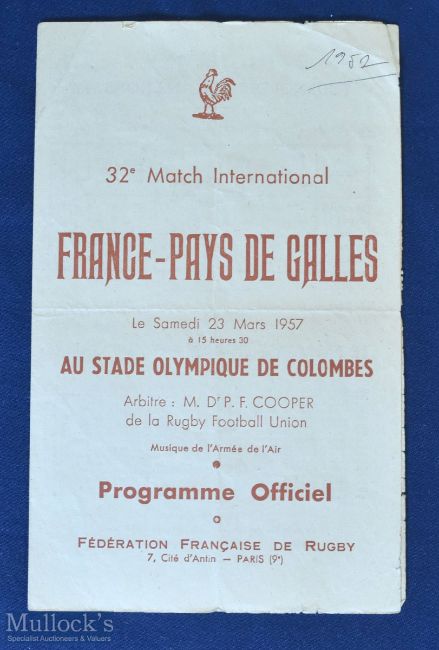 1952
32e Match International
FRANCE-PAYS DE GALLES
Le Samedi 23 Mars 1957
à 15 heures 30
AU STADE OLYMPIQUE DE COLOMBES
Arbitre : M. Dr P. F. COOPER
de la Rugby Football Union
Musique de l'Armée de l'Air
Programme Officiel
FÉDÉRATION FRANÇAISE DE RUGBY
7, Cité d'Antin — PARIS (9e)
Mullock's
Specialist Auctioneers & Valuers